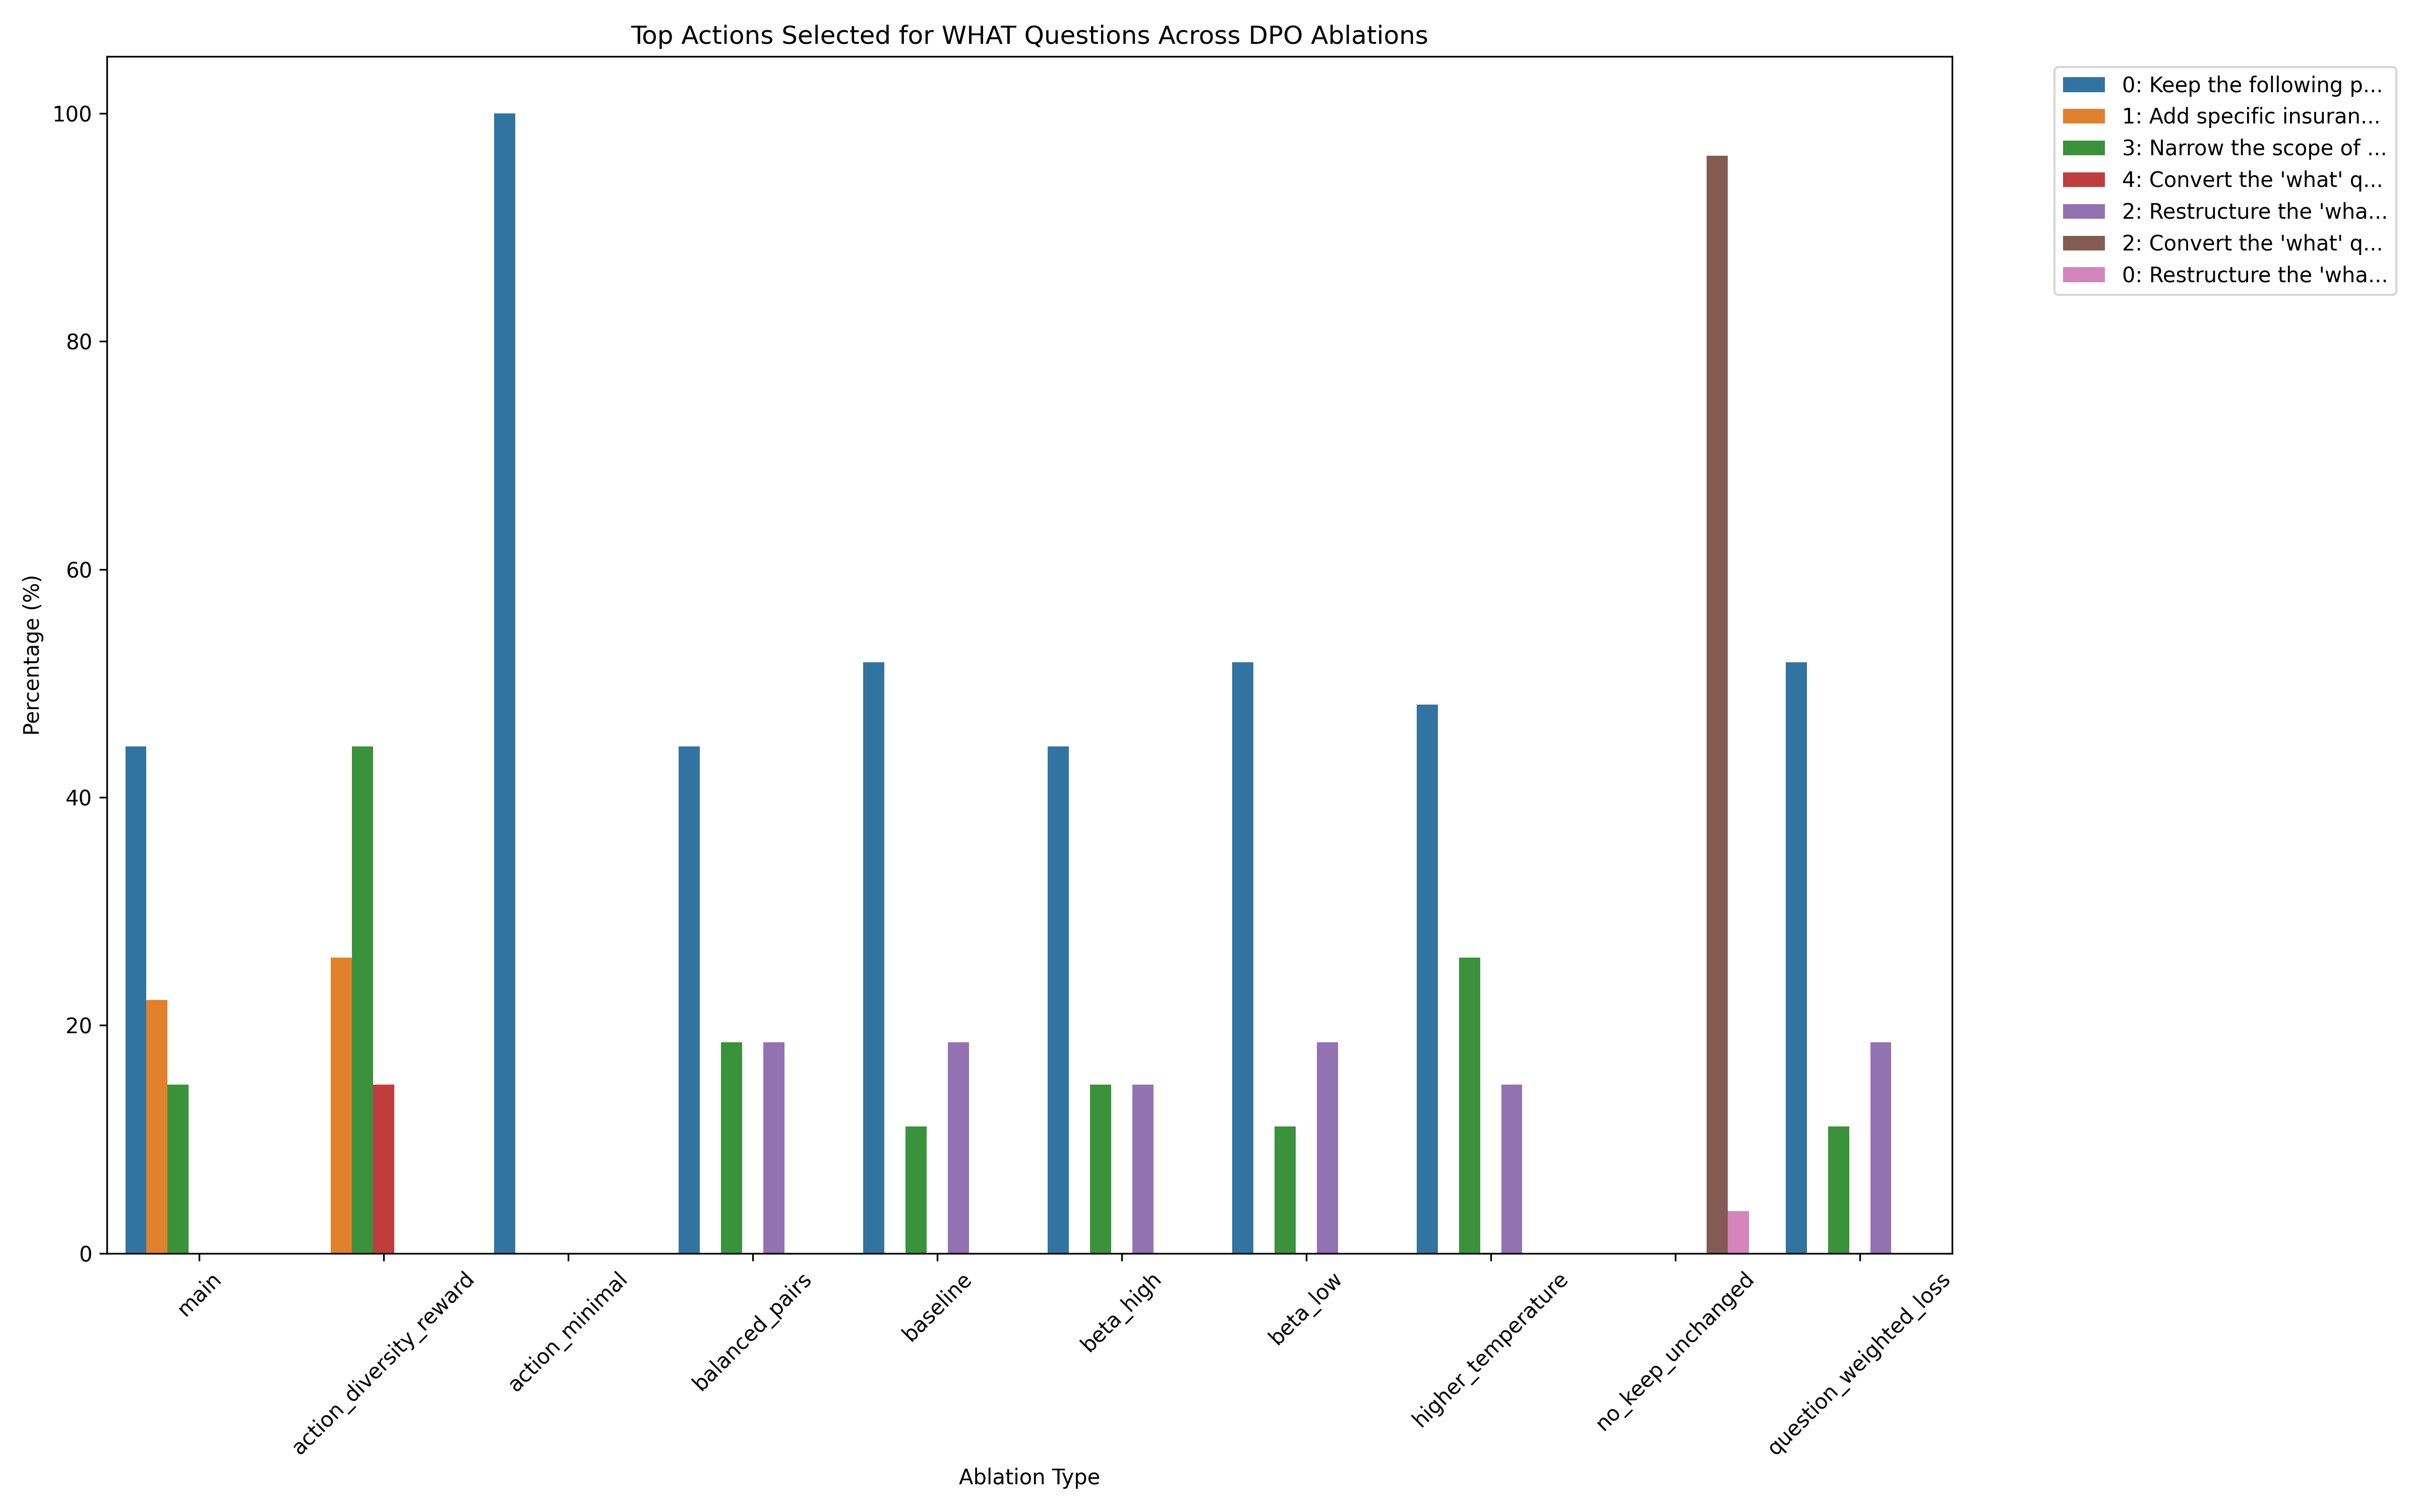 Top Actions Selected for WHAT Questions Across DPO Ablations
0: Keep the following p...
1: Add specific insuran...
3: Narrow the scope of ...
4: Convert the 'what' q...
2: Restructure the 'wha...
2: Convert the 'what' q...
0: Restructure the 'wha...
Percentage (%)
100
80
60
40
20
0
main
action_diversity_reward
action_minimal
balanced_pairs
baseline
beta_high
beta_low
higher_temperature
no_keep_unchanged
question_weighted_loss
Ablation Type